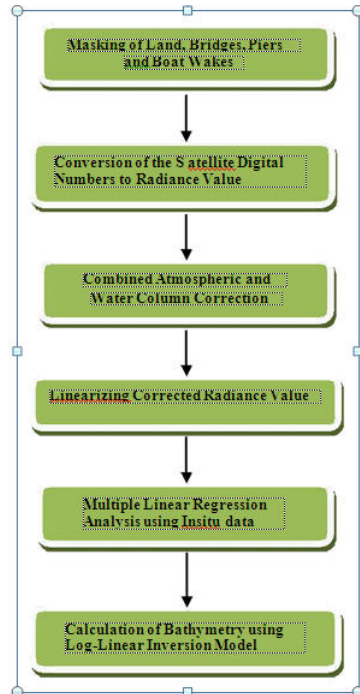 Masking of Land, Bridges, Piers
and Boat Wakes
Conversion of the S atellite Digital
Numbers to Radiance Value
Combined Atmospheric and
Water Column Correction
Linearizing Corrected Radiance Value
Multiple Linear Regression
Analysis using Insitu data
Calculation of Bathymetry using
Log-Linear Inversion Model